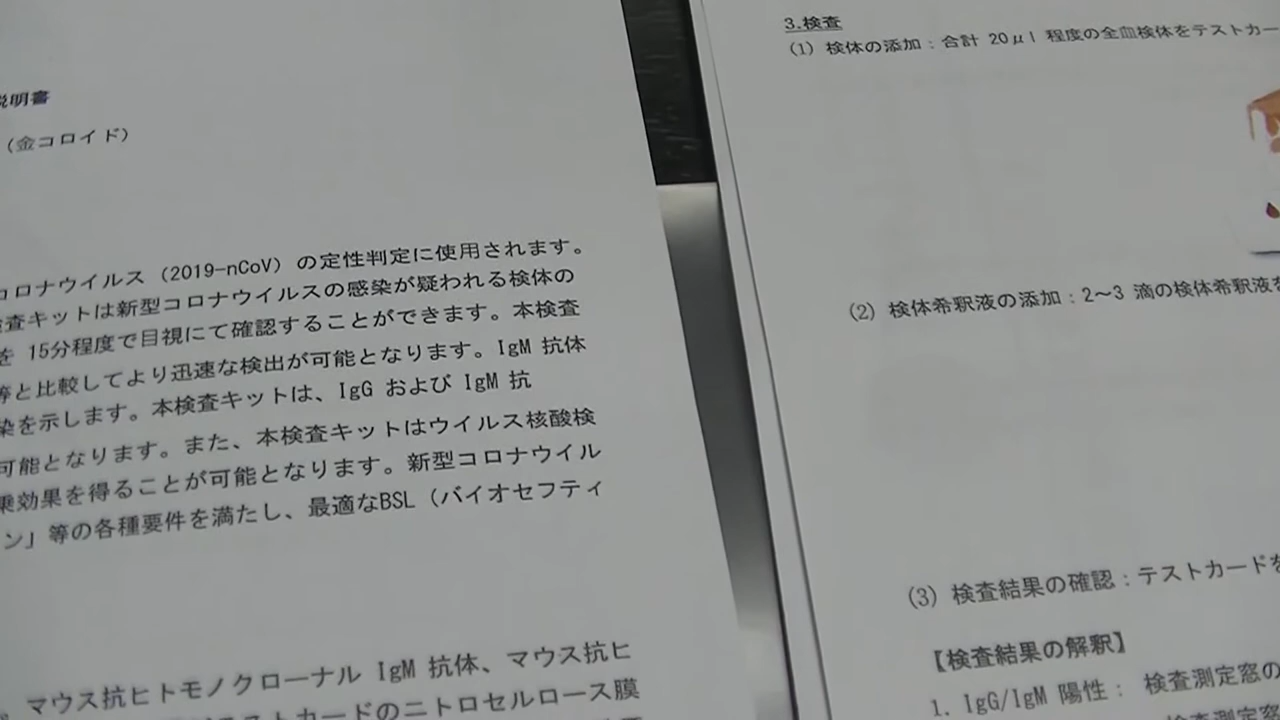 説明書
（金コロイド）
コロナウイルス（2019-nCoV）の定性判定に使用されます。
検査キットは新型コロナウイルスの感染が疑われる検体の
を 15分程度で目視にて確認することができます。本検査
等と比較してより迅速な検出が可能となります。IgM 抗体
染を示します。本検査キットは、IgG および IgM 抗
可能となります。また、本検査キットはウイルス核酸検
乗効果を得ることが可能となります。新型コロナウイル
ン」等の各種要件を満たし、最適なBSL（バイオセフティ
マウス抗ヒトモノクローナル IgM 抗体、マウス抗ヒ
テストカードのニトロセルロース膜
3.検査
(1) 検体の添加：合計 20μl 程度の全血検体をテストカー
(2) 検体希釈液の添加：2～3 滴の検体希釈液を
(3) 検査結果の確認：テストカードを
【検査結果の解釈】
1. IgG/IgM 陽性： 検査測定窓の
検査測定窓